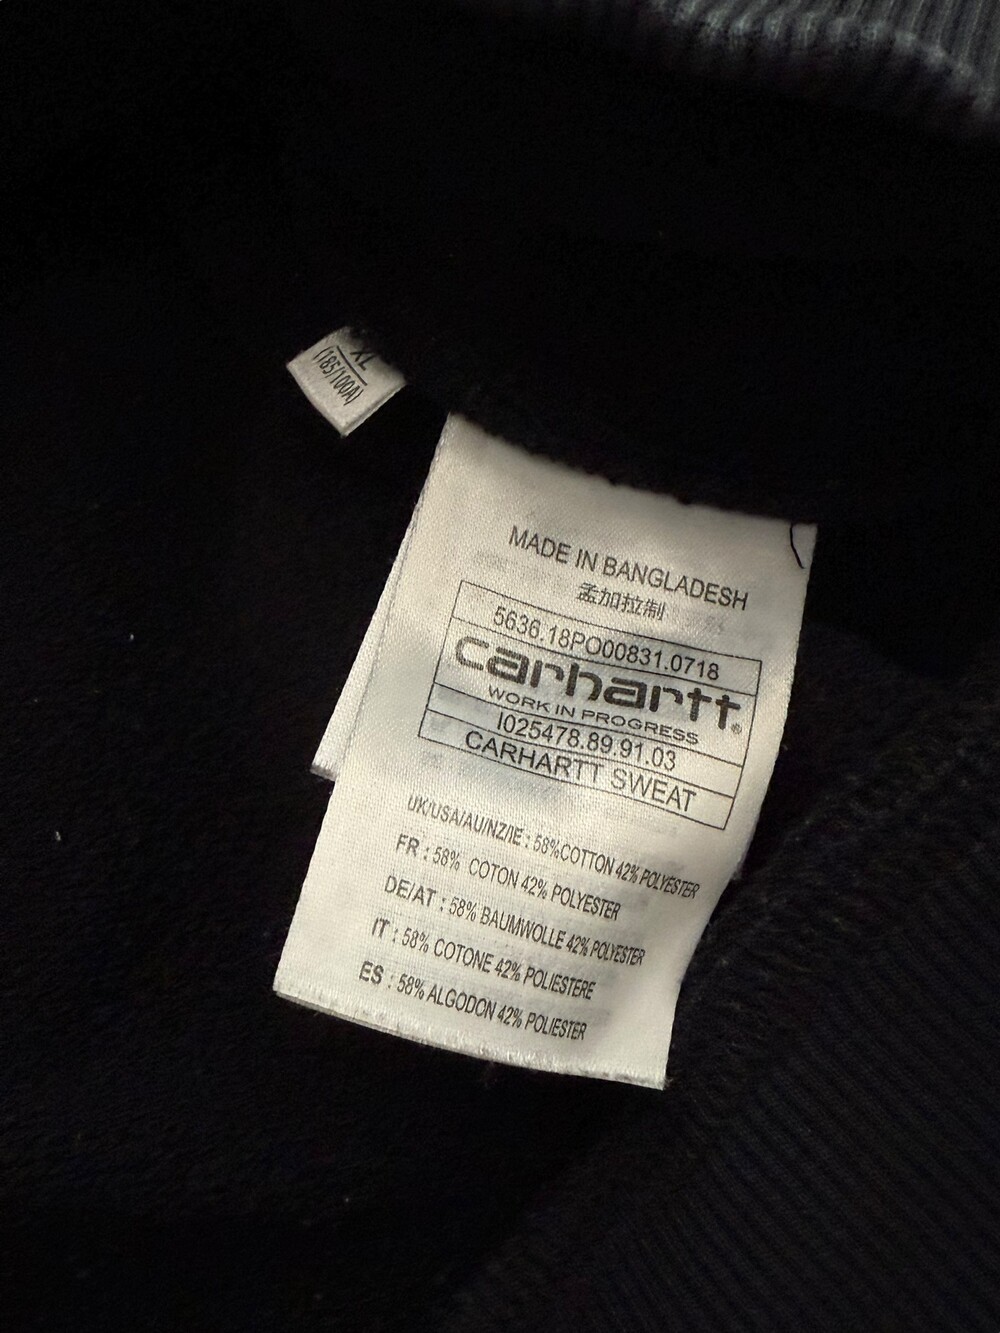 XL
(185/100A)
MADE IN BANGLADESH
孟加拉制
5636.18PO00831.0718
carhartt®
WORK IN PROGRESS
I025478.89.91.03
CARHARTT SWEAT
UK/USA/AU/NZ/IE : 58%COTTON 42% POLYESTER
FR : 58% COTON 42% POLYESTER
DE/AT : 58% BAUMWOLLE 42% POLYESTER
IT : 58% COTONE 42% POLIESTERE
ES : 58% ALGODON 42% POLIESTER